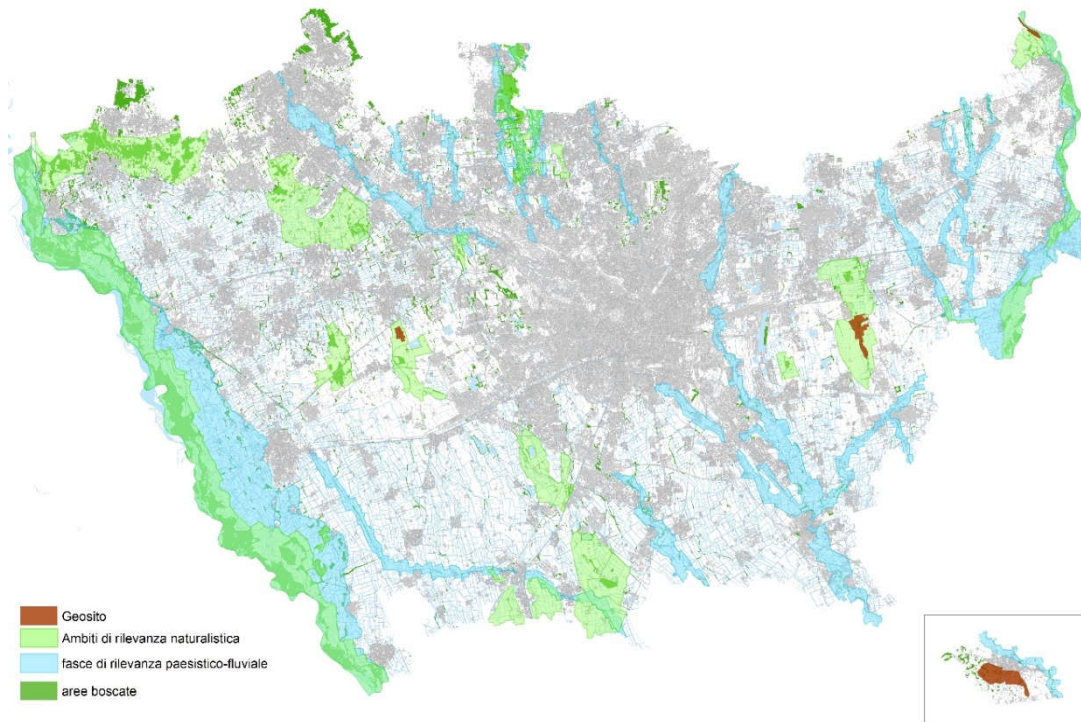 Geosito
Ambiti di rilevanza naturalistica
fasce di rilevanza paesistico-fluviale
aree boscate